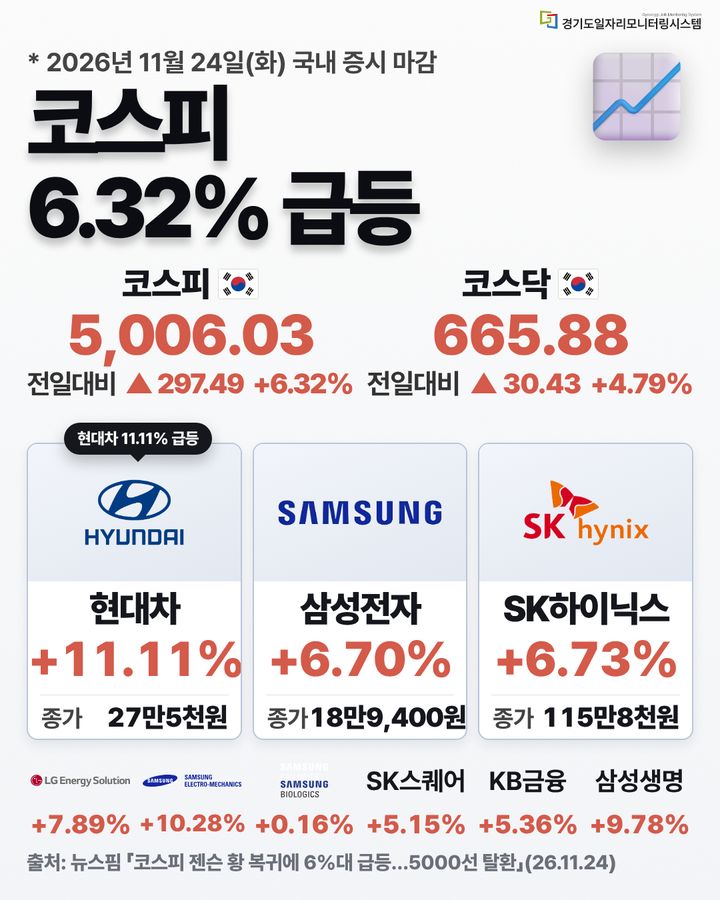 경기도일자리모니터링시스템
* 2026년 11월 24일(화) 국내 증시 마감
코스피
6.32% 급등
코스피 코스닥
5,006.03 665.88
전일대비 ▲ 297.49 +6.32% 전일대비 ▲ 30.43 +4.79%
현대차 11.11% 급등
HYUNDAI SAMSUNG SK hynix
현대차 삼성전자 SK하이닉스
+11.11% +6.70% +6.73%
종가 27만5천원 종가 18만9,400원 종가 115만8천원
LG Energy Solution SAMSUNG SAMSUNG ELECTRO-MECHANICS SAMSUNG BIOLOGICS SK스퀘어 KB금융 삼성생명
+7.89% +10.28% +0.16% +5.15% +5.36% +9.78%
출처: 뉴스핌 「코스피 젠슨 황 복귀에 6%대 급등...5000선 탈환」(26.11.24)